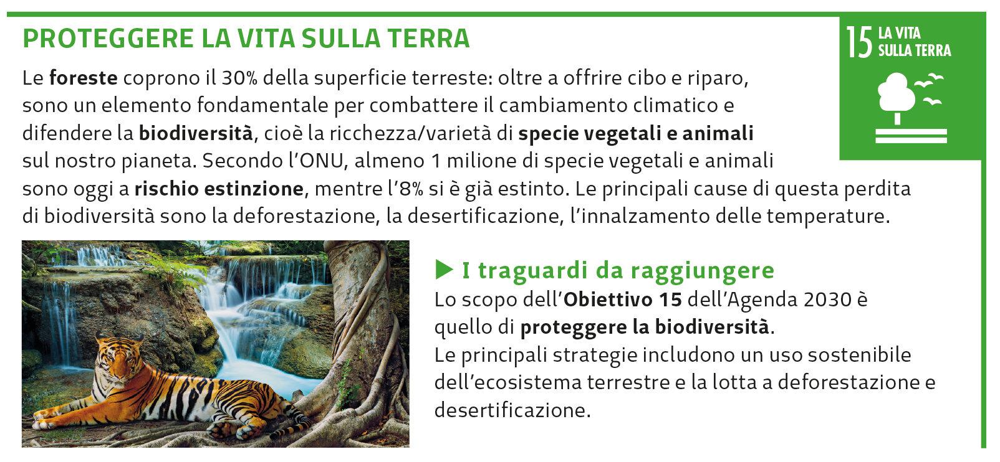 PROTEGGERE LA VITA SULLA TERRA
15 LA VITA
SULLA TERRA
Le foreste coprono il 30% della superficie terreste: oltre a offrire cibo e riparo,
sono un elemento fondamentale per combattere il cambiamento climatico e
difendere la biodiversità, cioè la ricchezza/varietà di specie vegetali e animali
sul nostro pianeta. Secondo l’ONU, almeno 1 milione di specie vegetali e animali
sono oggi a rischio estinzione, mentre l’8% si è già estinto. Le principali cause di questa perdita
di biodiversità sono la deforestazione, la desertificazione, l’innalzamento delle temperature.
▶ I traguardi da raggiungere
Lo scopo dell’Obiettivo 15 dell’Agenda 2030 è
quello di proteggere la biodiversità.
Le principali strategie includono un uso sostenibile
dell’ecosistema terrestre e la lotta a deforestazione e
desertificazione.